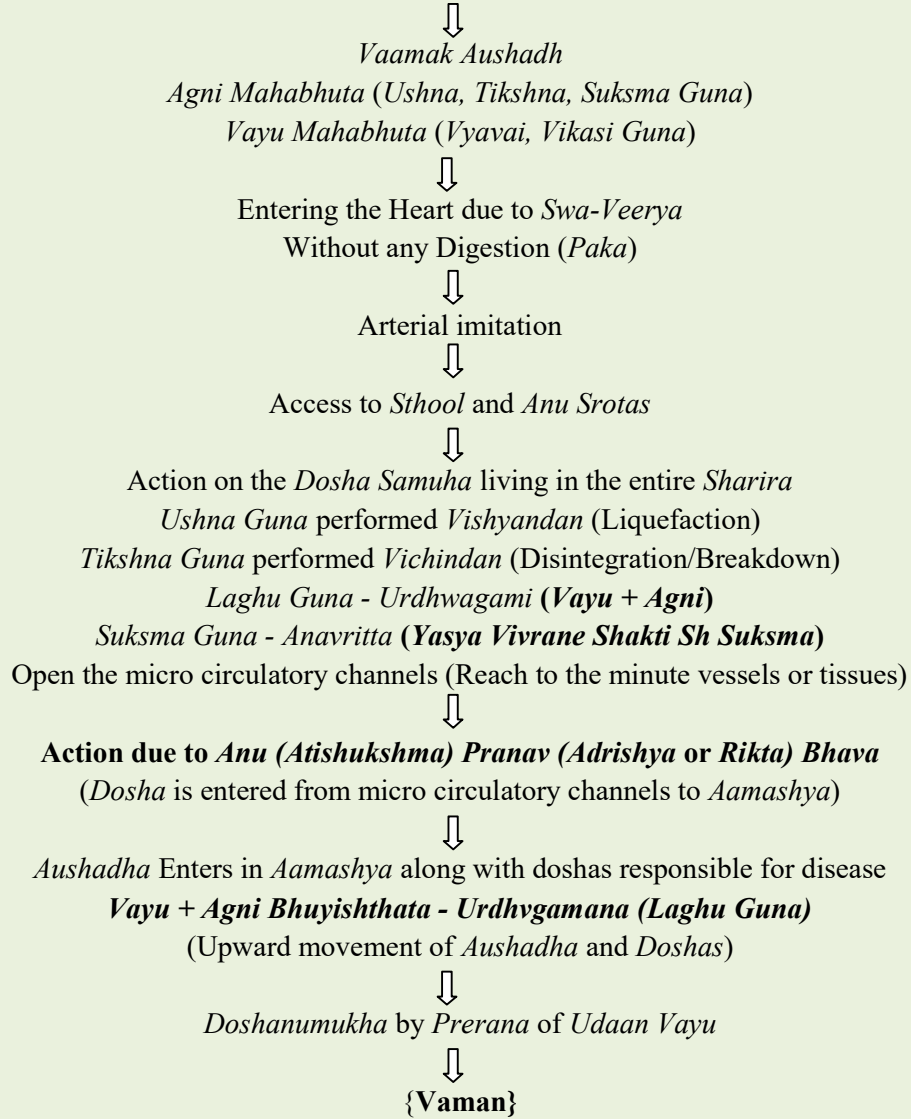 Vaamak Aushadh
Agni Mahabhuta (Ushna, Tikshna, Suksma Guna)
Vayu Mahabhuta (Vyavai, Vikasi Guna)
Entering the Heart due to Swa-Veerya
Without any Digestion (Paka)
Arterial imitation
Access to Sthool and Anu Srotas
Action on the Dosha Samuha living in the entire Sharira
Ushna Guna performed Vishyandan (Liquefaction)
Tikshna Guna performed Vichindan (Disintegration/Breakdown)
Laghu Guna - Urdhwagami (Vayu + Agni)
Suksma Guna - Anavritta (Yasya Vivrane Shakti Sh Suksma)
Open the micro circulatory channels (Reach to the minute vessels or tissues)
Action due to Anu (Atishukshma) Pranav (Adrishya or Rikta) Bhava
(Dosha is entered from micro circulatory channels to Aamashya)
Aushadha Enters in Aamashya along with doshas responsible for disease
Vayu + Agni Bhuyishthata - Urdhvgamana (Laghu Guna)
(Upward movement of Aushadha and Doshas)
Doshanumukha by Prerana of Udaan Vayu
{Vaman}